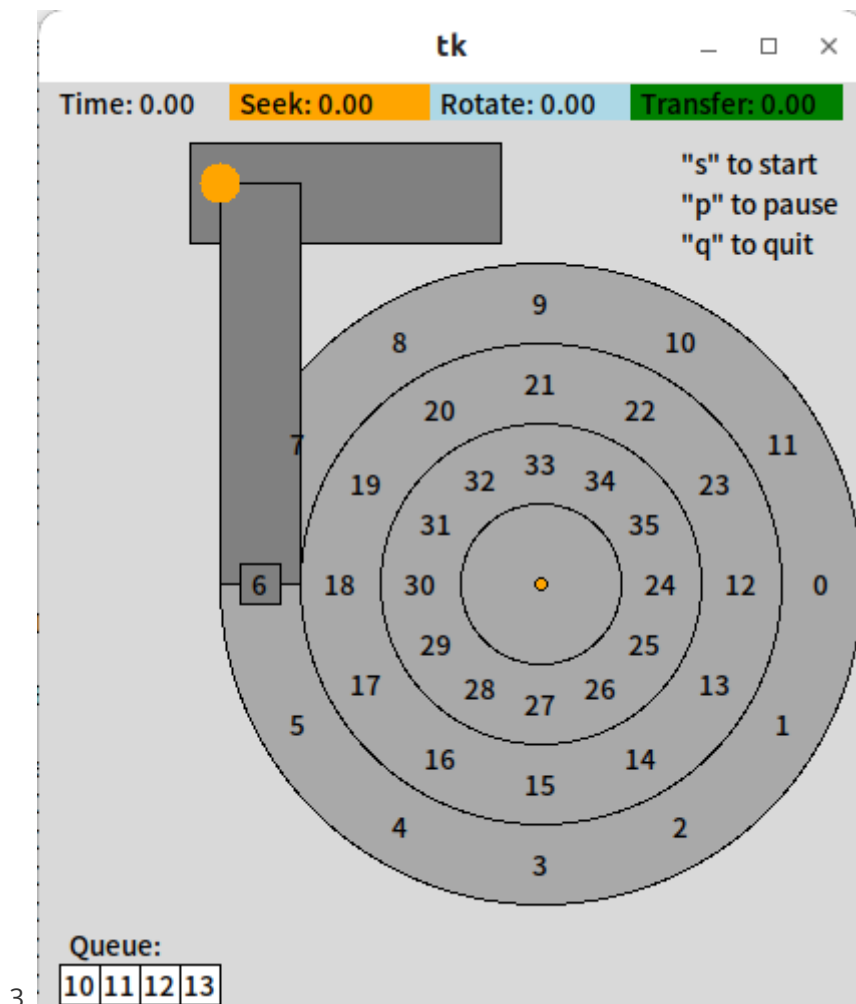 tk
Time: 0.00 Seek: 0.00 Rotate: 0.00 Transfer: 0.00
"s" to start
"p" to pause
"q" to quit
9
8 10
21
20 22
7 11
33
32 34
19 23
31 35
6 18 30 24 12 0
29 25
17 13
28 26
27
5 1
16 14
15
4 2
3
Queue:
10 11 12 13
3